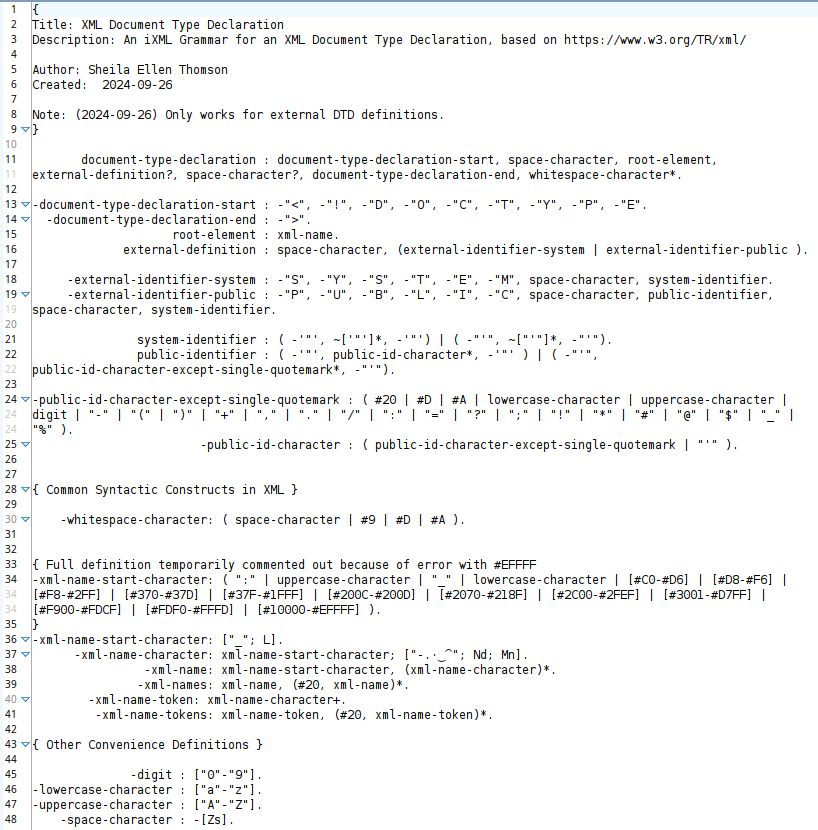 1 {
2 Title: XML Document Type Declaration
3 Description: An iXML Grammar for an XML Document Type Declaration, based on https://www.w3.org/TR/xml/
4
5 Author: Sheila Ellen Thomson
6 Created:  2024-09-26
7
8 Note: (2024-09-26) Only works for external DTD definitions.
9 }
10
11 document-type-declaration : document-type-declaration-start, space-character, root-element,
11 external-definition?, space-character?, document-type-declaration-end, whitespace-character*.
12
13 -document-type-declaration-start : -"<", -"!", -"D", -"O", -"C", -"T", -"Y", -"P", -"E".
14 -document-type-declaration-end : -">".
15 root-element : xml-name.
16 external-definition : space-character, (external-identifier-system | external-identifier-public ).
17
18 -external-identifier-system : -"S", -"Y", -"S", -"T", -"E", -"M", space-character, system-identifier.
19 -external-identifier-public : -"P", -"U", -"B", -"L", -"I", -"C", space-character, public-identifier,
19 space-character, system-identifier.
20
21 system-identifier : ( -'"', ~['"']*, -'"') | ( -"'", ~["'"]*, -"'").
22 public-identifier : ( -'"', public-id-character*, -'"' ) | ( -"'",
22 public-id-character-except-single-quotemark*, -"'").
23
24 -public-id-character-except-single-quotemark : ( #20 | #D | #A | lowercase-character | uppercase-character |
24 digit | "-" | "(" | ")" | "+" | "," | "." | "/" | ":" | "=" | "?" | ";" | "!" | "*" | "#" | "@" | "$" | "_" |
24 "%" ).
25 -public-id-character : ( public-id-character-except-single-quotemark | "'" ).
26
27
28 { Common Syntactic Constructs in XML }
29
30 -whitespace-character: ( space-character | #9 | #D | #A ).
31
32
33 { Full definition temporarily commented out because of error with #EFFFF
34 -xml-name-start-character: ( ":" | uppercase-character | "_" | lowercase-character | [#C0-#D6] | [#D8-#F6] |
34 [#F8-#2FF] | [#370-#37D] | [#37F-#1FFF] | [#200C-#200D] | [#2070-#218F] | [#2C00-#2FEF] | [#3001-#D7FF] |
34 [#F900-#FDCF] | [#FDF0-#FFFD] | [#10000-#EFFFF] ).
35 }
36 -xml-name-start-character: ["_"; L].
37 -xml-name-character: xml-name-start-character; ["-.·‿⁀"; Nd; Mn].
38 -xml-name: xml-name-start-character, (xml-name-character)*.
39 -xml-names: xml-name, (#20, xml-name)*.
40 -xml-name-token: xml-name-character+.
41 -xml-name-tokens: xml-name-token, (#20, xml-name-token)*.
42
43 { Other Convenience Definitions }
44
45 -digit : ["0"-"9"].
46 -lowercase-character : ["a"-"z"].
47 -uppercase-character : ["A"-"Z"].
48 -space-character : -[Zs].